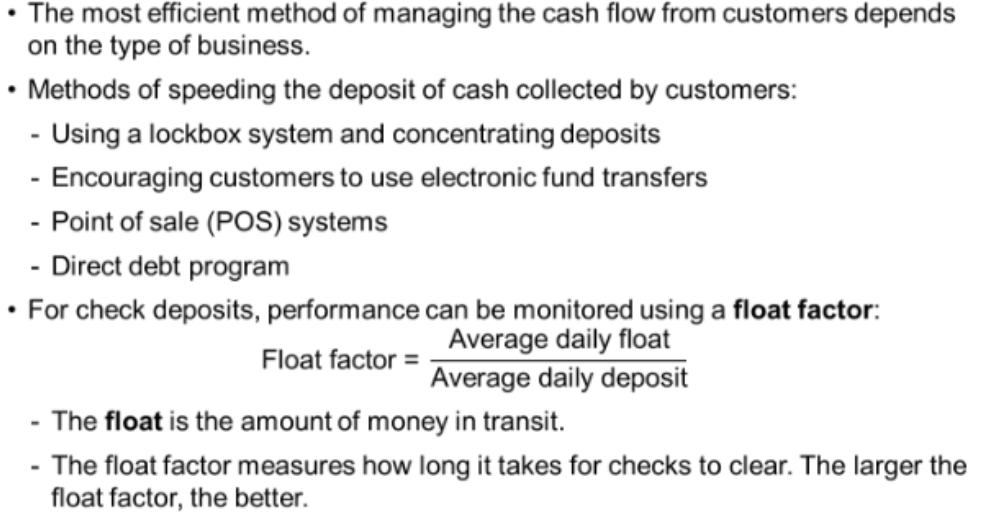 • The most efficient method of managing the cash flow from customers depends
on the type of business.
• Methods of speeding the deposit of cash collected by customers:
- Using a lockbox system and concentrating deposits
- Encouraging customers to use electronic fund transfers
- Point of sale (POS) systems
- Direct debt program
• For check deposits, performance can be monitored using a float factor:
Average daily float
Float factor =
Average daily deposit
- The float is the amount of money in transit.
- The float factor measures how long it takes for checks to clear. The larger the
float factor, the better.